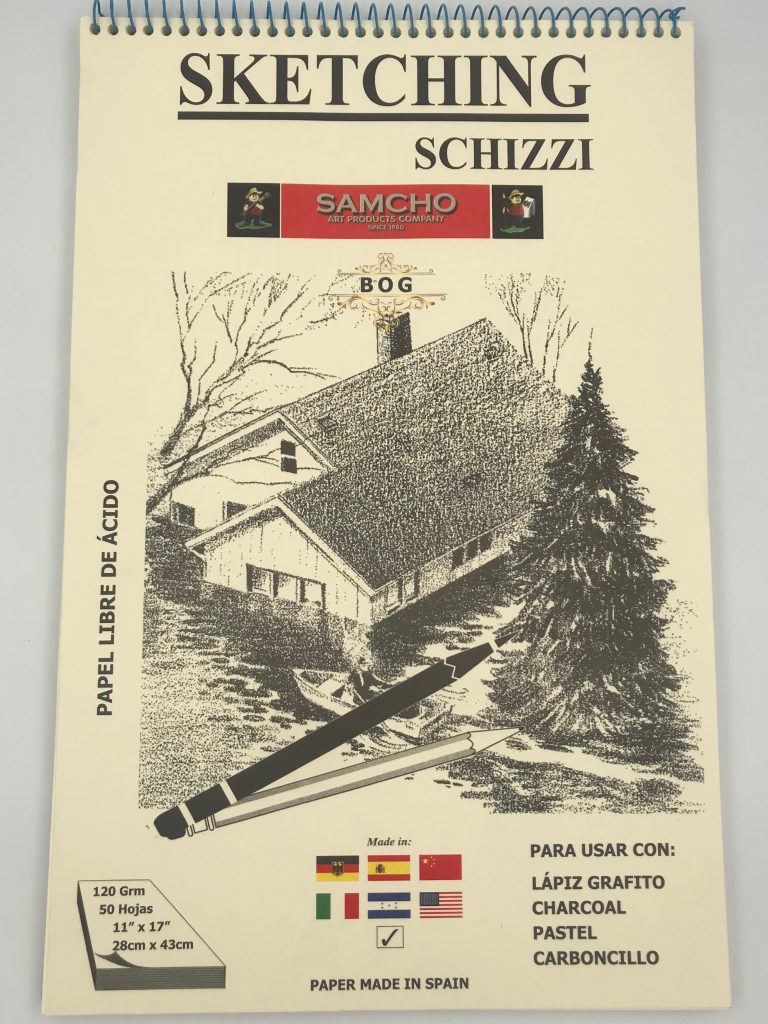 SKETCHING
SCHIZZI
SAMCHO
ART PRODUCTS COMPANY
SINCE 1980
BOG
PAPEL LIBRE DE ÁCIDO
Made in:
120 Grm
50 Hojas
11” x 17”
28cm x 43cm
PAPER MADE IN SPAIN
PARA USAR CON:
LÁPIZ GRAFITO
CHARCOAL
PASTEL
CARBONCILLO